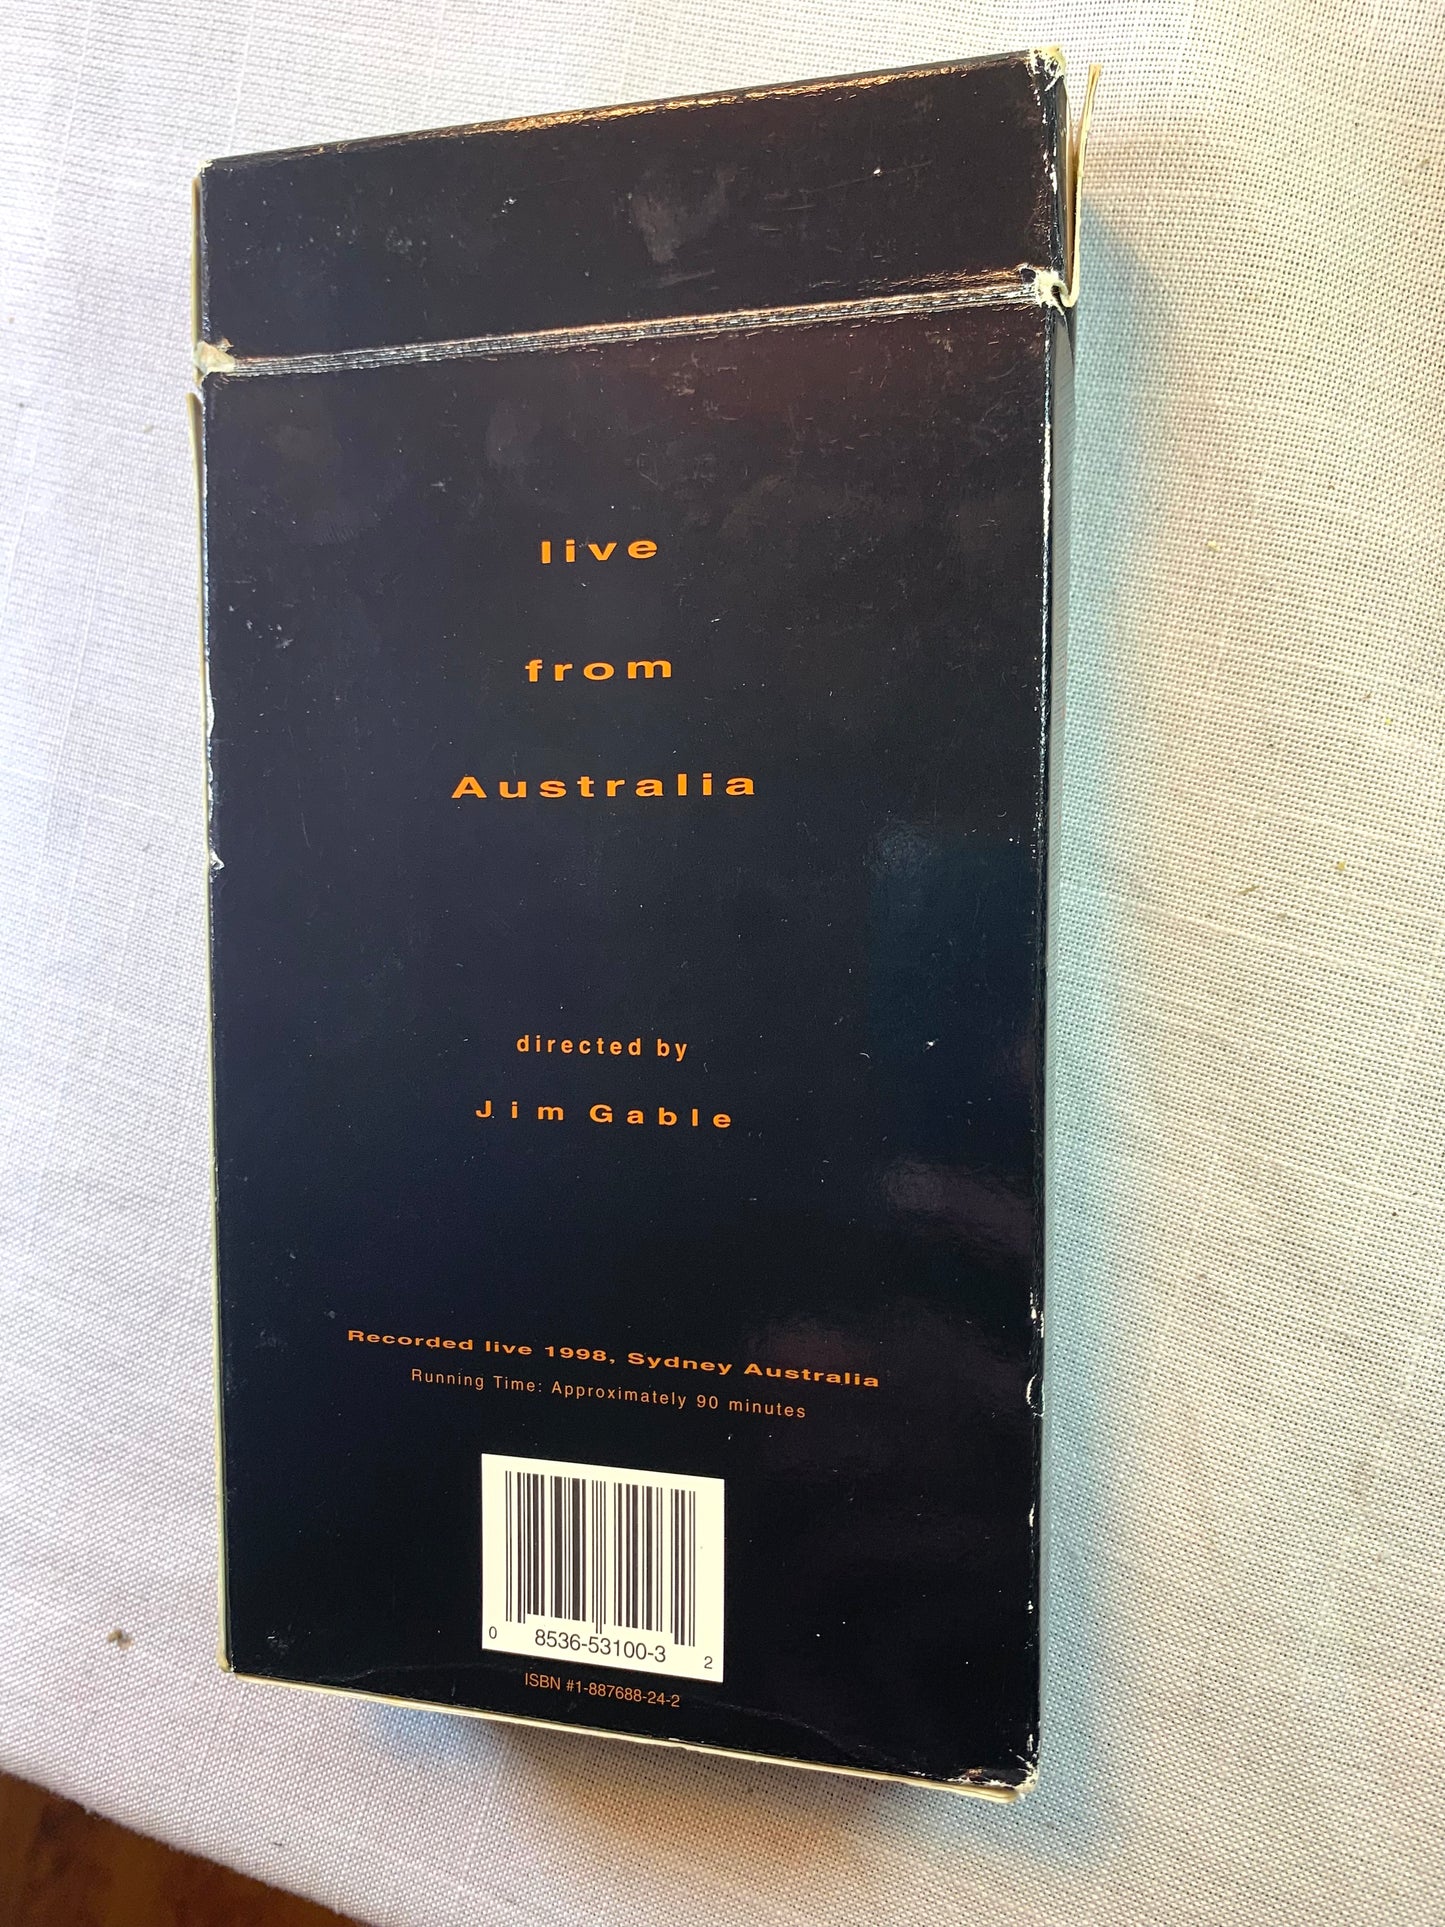 live
from
Australia
directed by
Jim Gable
Recorded live 1998, Sydney Australia
Running Time: Approximately 90 minutes
0 8536-53100-3 2
ISBN #1-887688-24-2